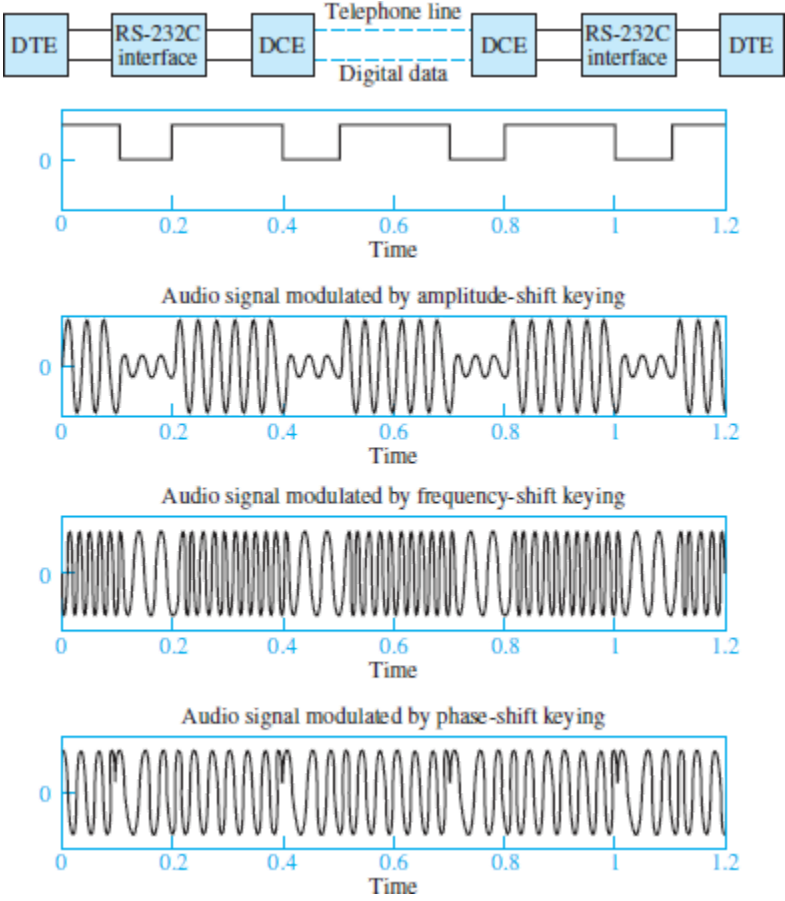 Telephone line
DTE RS-232C interface DCE DCE RS-232C interface DTE
Digital data
0
0 0.2 0.4 0.6 0.8 1 1.2
Time
Audio signal modulated by amplitude-shift keying
0
0 0.2 0.4 0.6 0.8 1 1.2
Time
Audio signal modulated by frequency-shift keying
0
0 0.2 0.4 0.6 0.8 1 1.2
Time
Audio signal modulated by phase-shift keying
0
0 0.2 0.4 0.6 0.8 1 1.2
Time